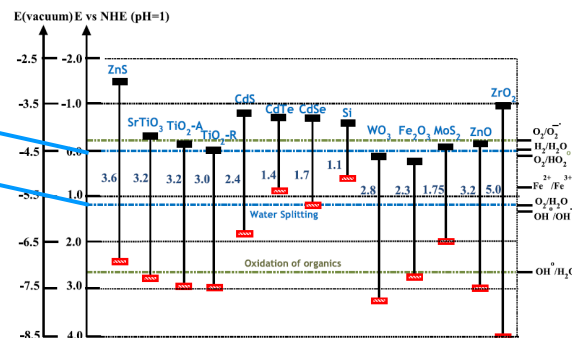 E(vacuum) E vs NHE (pH=1)
-2.5 -2.0
ZnS
ZrO2
-3.5 -1.0
CdS CdTe CdSe Si
SrTiO3 TiO2-A TiO2-R
WO3 Fe2O3 MoS2 ZnO
O2/O2-·
H2/H2O
-4.5 0.0
O2/HO2
3.6 3.2 3.2 3.0 2.4 1.4 1.7 1.1 2.8 2.3 1.75 3.2 5.0
Fe2+/Fe3+
-5.5 1.0
O2/H2O
Water Splitting
OH·/OH-
-6.5 2.0
Oxidation of organics
OHo/H2O
-7.5 3.0
-8.5 4.0